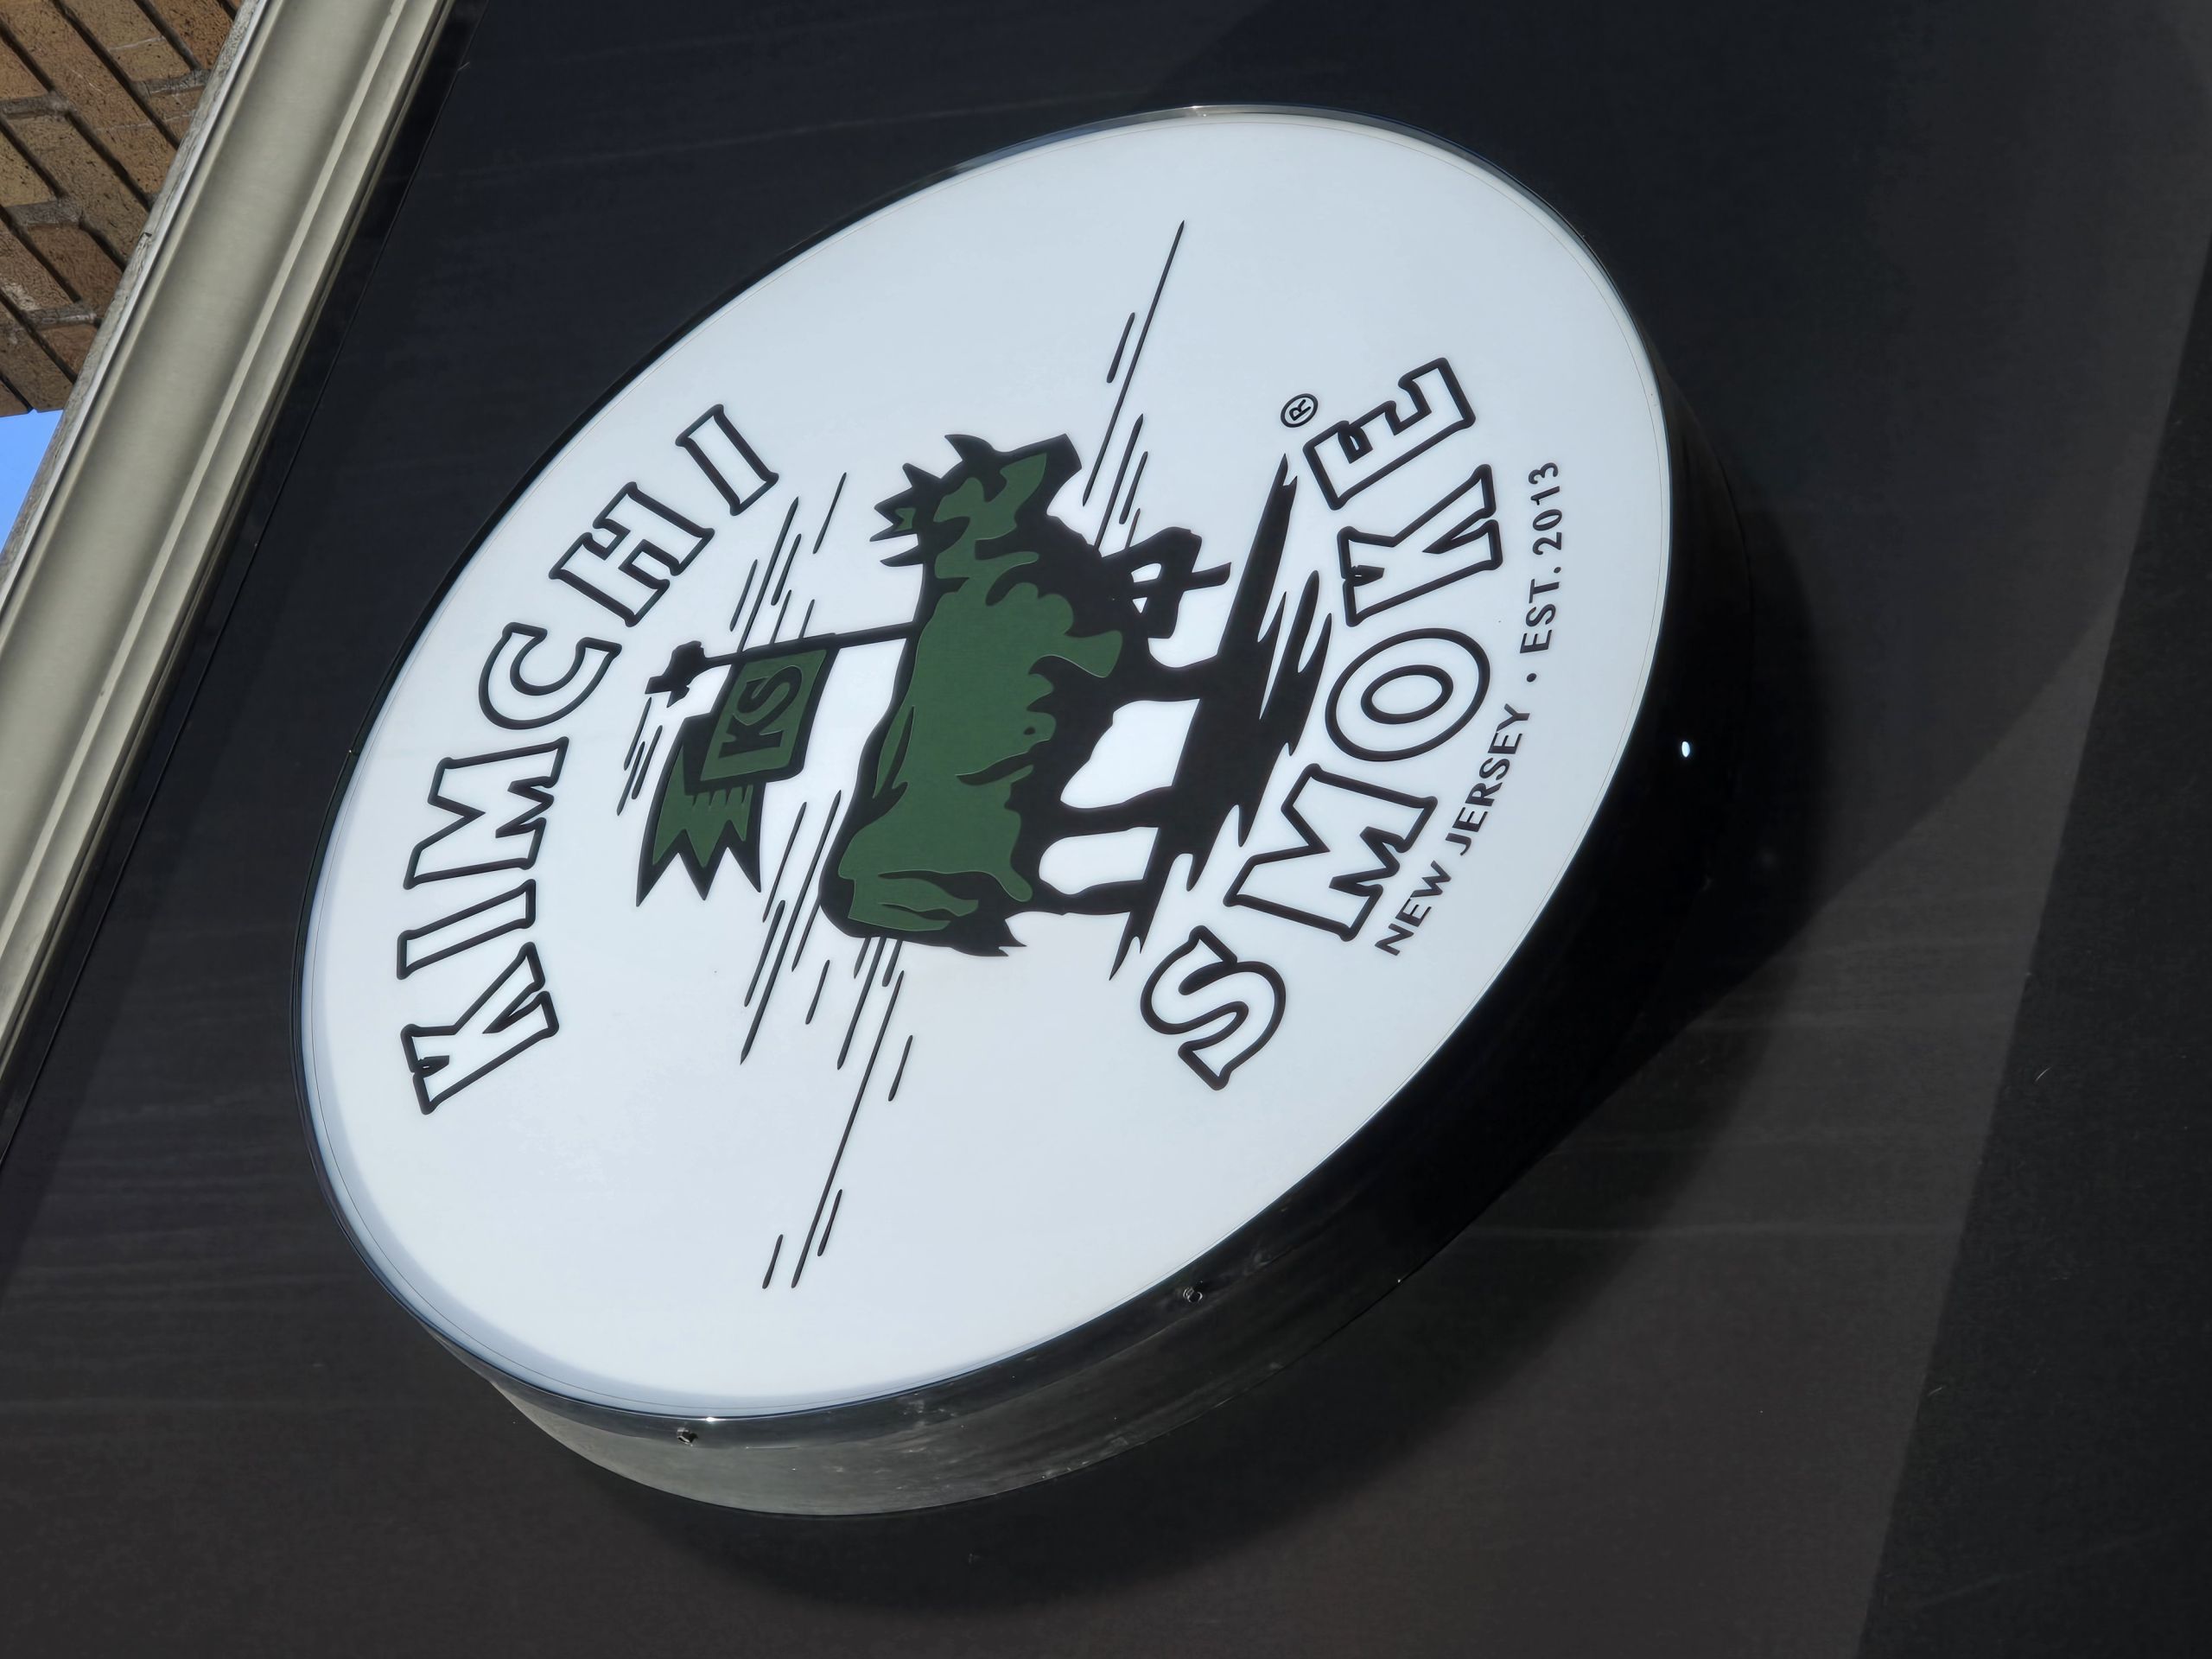 KIMCHI
KS
SMOKE®
NEW JERSEY • EST. 2013